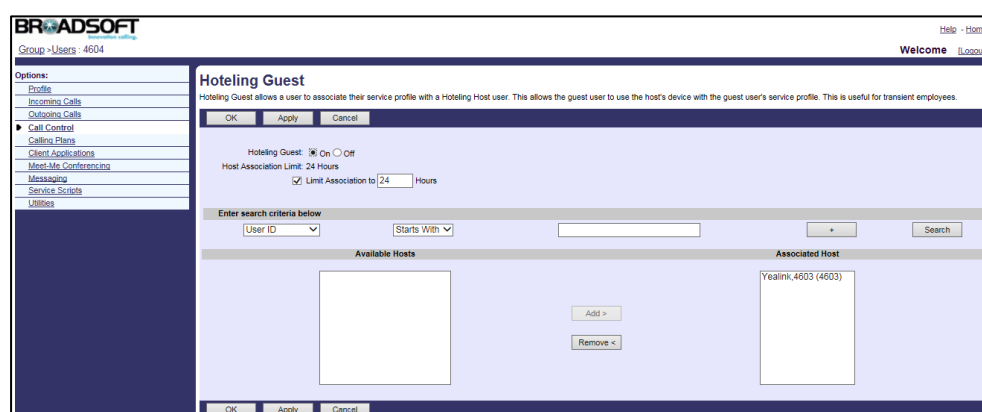 BROADSOFT
innovation calling.
Help - Hom
Group >Users : 4604
Welcome [Logou
Options:
Profile
Incoming Calls
Outgoing Calls
Call Control
Calling Plans
Client Applications
Meet-Me Conferencing
Messaging
Service Scripts
Utilities
Hoteling Guest
Hoteling Guest allows a user to associate their service profile with a Hoteling Host user. This allows the guest user to use the host's device with the guest user's service profile. This is useful for transient employees.
OK Apply Cancel
Hoteling Guest: On Off
Host Association Limit: 24 Hours
Limit Association to 24 Hours
Enter search criteria below
User ID Starts With + Search
Available Hosts Associated Host
Yealink,4603 (4603)
Add >
Remove <
OK Apply Cancel